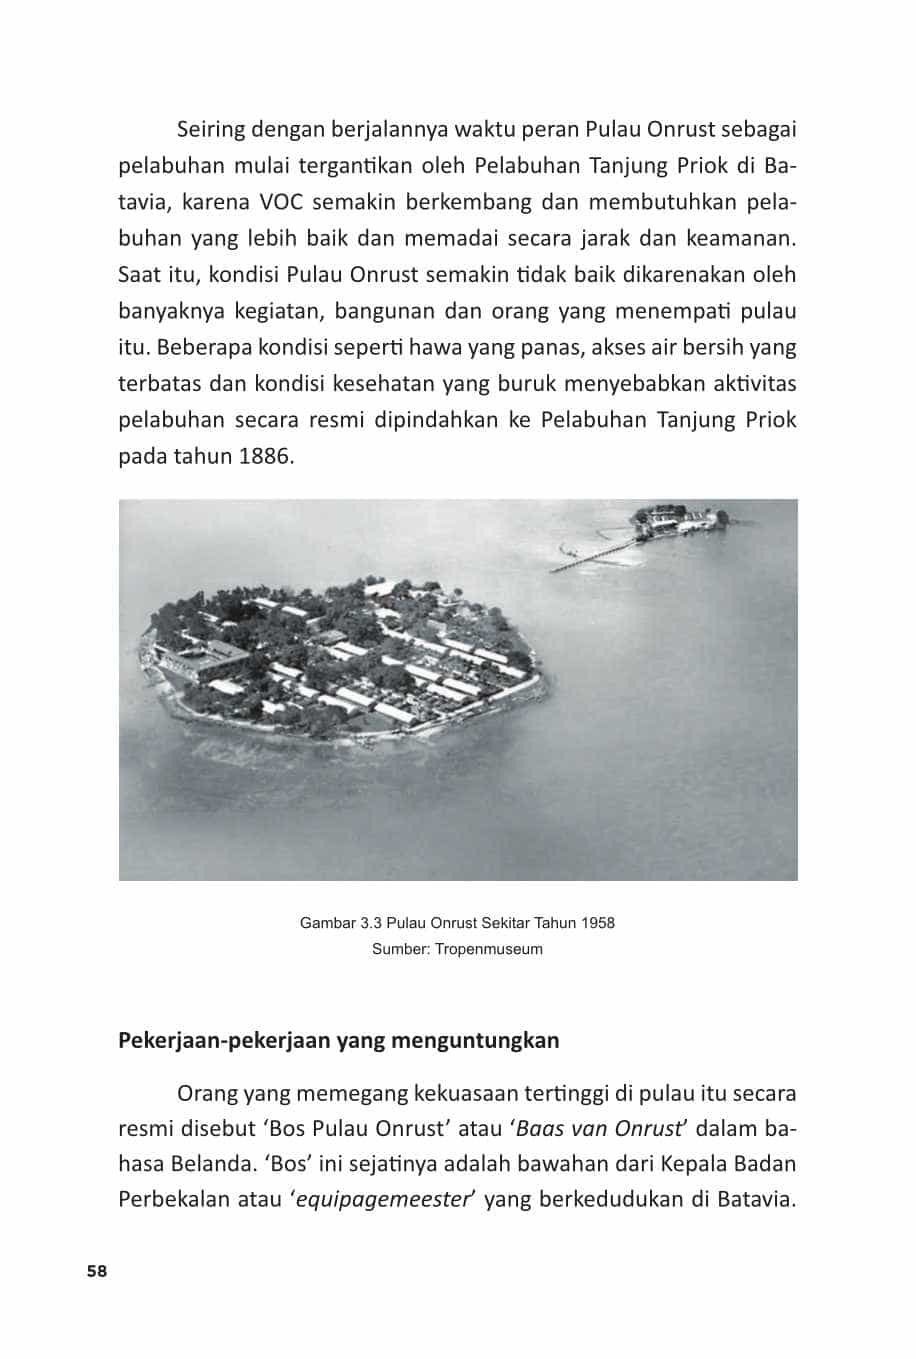 Seiring dengan berjalannya waktu peran Pulau Onrust sebagai
pelabuhan mulai tergantikan oleh Pelabuhan Tanjung Priok di Ba-
tavia, karena VOC semakin berkembang dan membutuhkan pela-
buhan yang lebih baik dan memadai secara jarak dan keamanan.
Saat itu, kondisi Pulau Onrust semakin tidak baik dikarenakan oleh
banyaknya kegiatan, bangunan dan orang yang menempati pulau
itu. Beberapa kondisi seperti hawa yang panas, akses air bersih yang
terbatas dan kondisi kesehatan yang buruk menyebabkan aktivitas
pelabuhan secara resmi dipindahkan ke Pelabuhan Tanjung Priok
pada tahun 1886.
Gambar 3.3 Pulau Onrust Sekitar Tahun 1958
Sumber: Tropenmuseum
Pekerjaan-pekerjaan yang menguntungkan
Orang yang memegang kekuasaan tertinggi di pulau itu secara
resmi disebut ‘Bos Pulau Onrust’ atau ‘Baas van Onrust’ dalam ba-
hasa Belanda. ‘Bos’ ini sejatinya adalah bawahan dari Kepala Badan
Perbekalan atau ‘equipagemeester’ yang berkedudukan di Batavia.
58